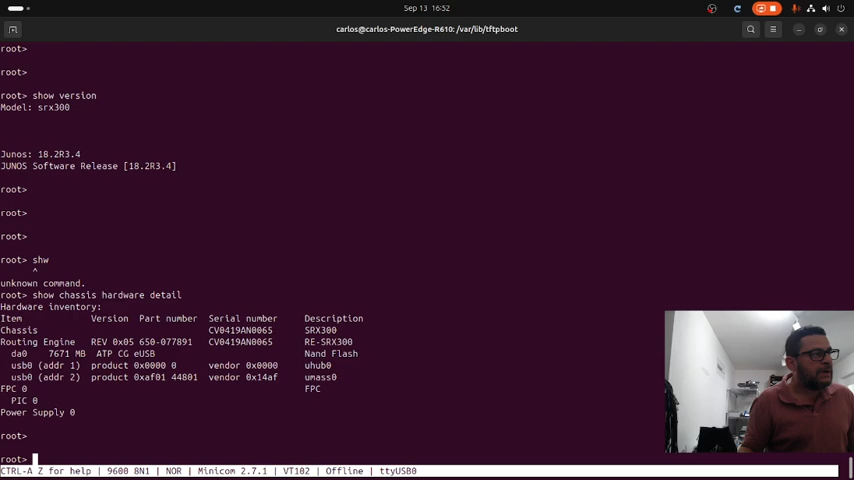 Sep 13 16:52
carlos@carlos-PowerEdge-R610: /var/lib/tftpboot
root>
root>
root> show version
Model: srx300
Junos: 18.2R3.4
JUNOS Software Release [18.2R3.4]
root>
root>
root>
root> shw
^
unknown command.
root> show chassis hardware detail
Hardware inventory:
Item Version Part number Serial number Description
Chassis CV0419AN0065 SRX300
Routing Engine REV 0x05 650-077891 CV0419AN0065 RE-SRX300
da0 7671 MB ATP CG eUSB Nand Flash
usb0 (addr 1) product 0x0000 0 vendor 0x0000 uhub0
usb0 (addr 2) product 0xaf01 44801 vendor 0x14af umass0
FPC 0 FPC
PIC 0
Power Supply 0
root>
root>
CTRL-A Z for help | 9600 8N1 | NOR | Minicom 2.7.1 | VT102 | Offline | ttyUSB0